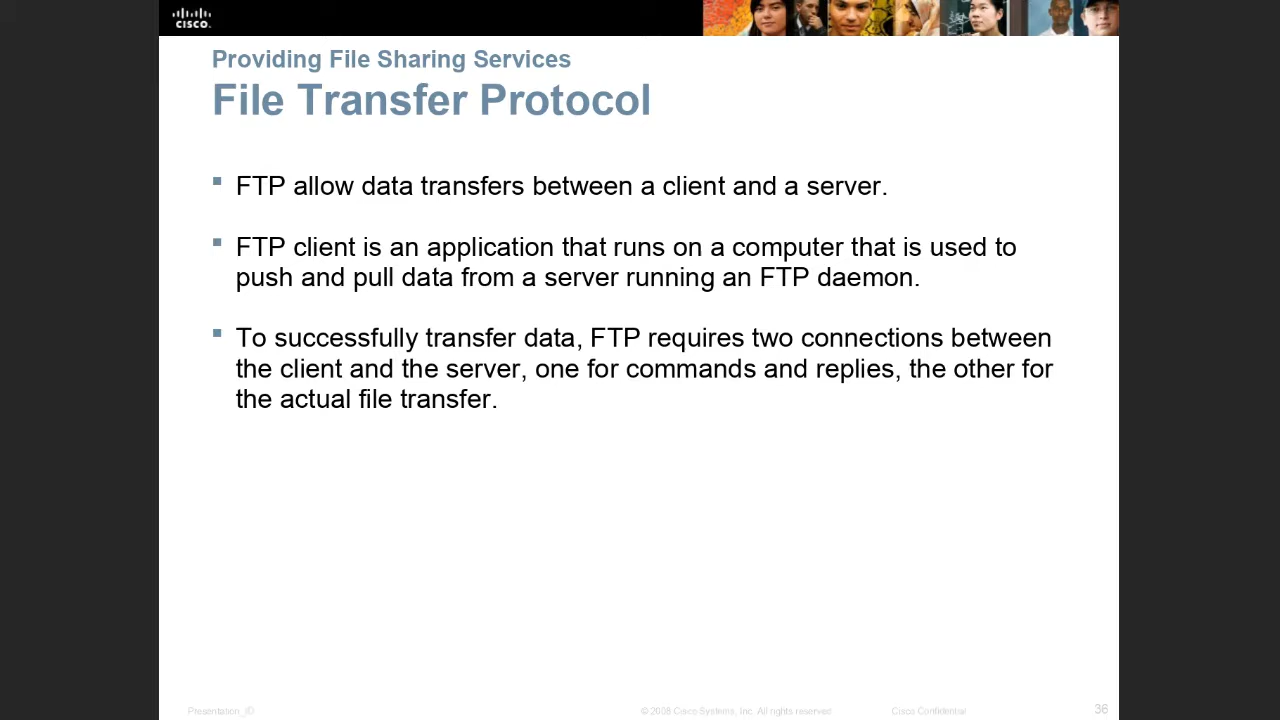 CISCO.
Providing File Sharing Services
File Transfer Protocol
FTP allow data transfers between a client and a server.
FTP client is an application that runs on a computer that is used to
push and pull data from a server running an FTP daemon.
To successfully transfer data, FTP requires two connections between
the client and the server, one for commands and replies, the other for
the actual file transfer.
Presentation_ID © 2008 Cisco Systems, Inc. All rights reserved. Cisco Confidential 36